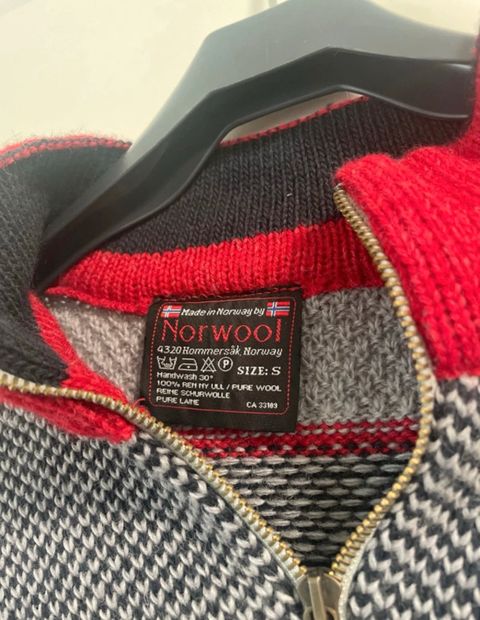 Made in Norway by
Norwool
4320 Hommersåk, Norway
P SIZE: S
Handwash 30°
100% REN NY ULL / PURE WOOL
REINE SCHURWOLLE
PURE LAINE CA 33103